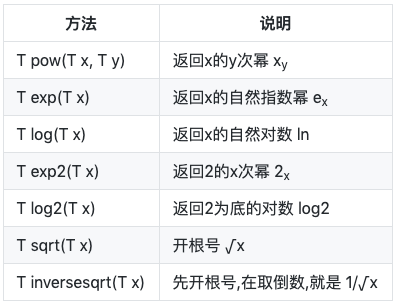 方法 说明
T pow(T x, T y) 返回x的y次幂 xy
T exp(T x) 返回x的自然指数幂 ex
T log(T x) 返回x的自然对数 ln
T exp2(T x) 返回2的x次幂 2x
T log2(T x) 返回2为底的对数 log2
T sqrt(T x) 开根号 √x
T inversesqrt(T x) 先开根号,在取倒数,就是 1/√x